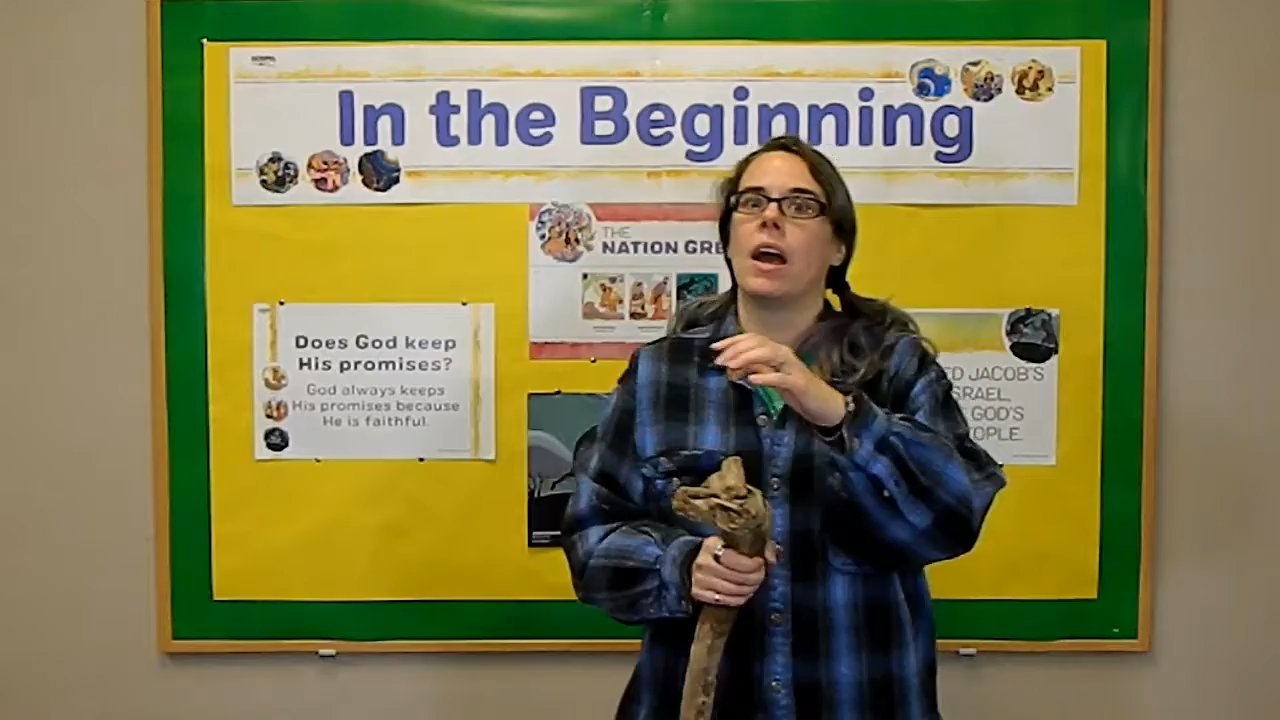 In the Beginning
THE
NATION GRE
Does God keep
His promises?
God always keeps
His promises because
He is faithful.
ED JACOB'S
SRAEL,
GOD'S
OPLE.